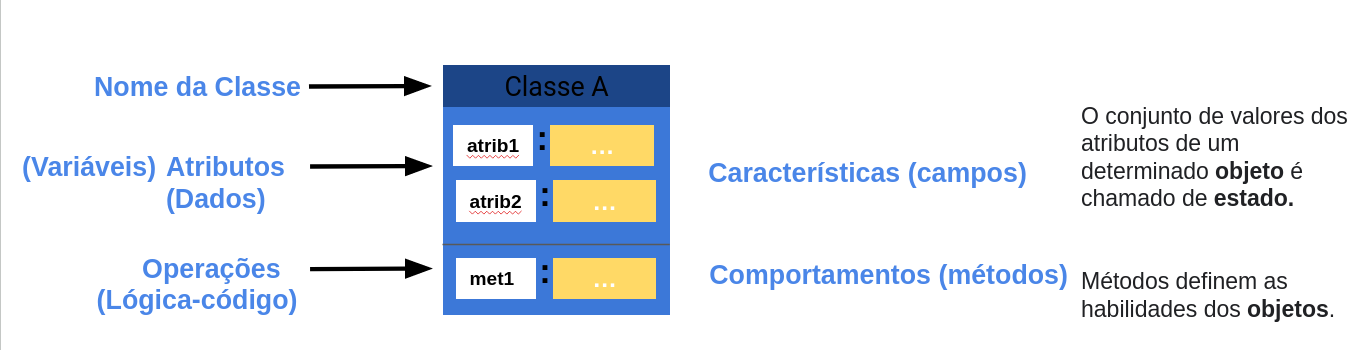 Nome da Classe
Classe A
(Variáveis) Atributos
(Dados)
atrib1 : ...
atrib2 : ...
Operações
(Lógica-código)
met1 : ...
Características (campos)
Comportamentos (métodos)
O conjunto de valores dos
atributos de um
determinado objeto é
chamado de estado.
Métodos definem as
habilidades dos objetos.